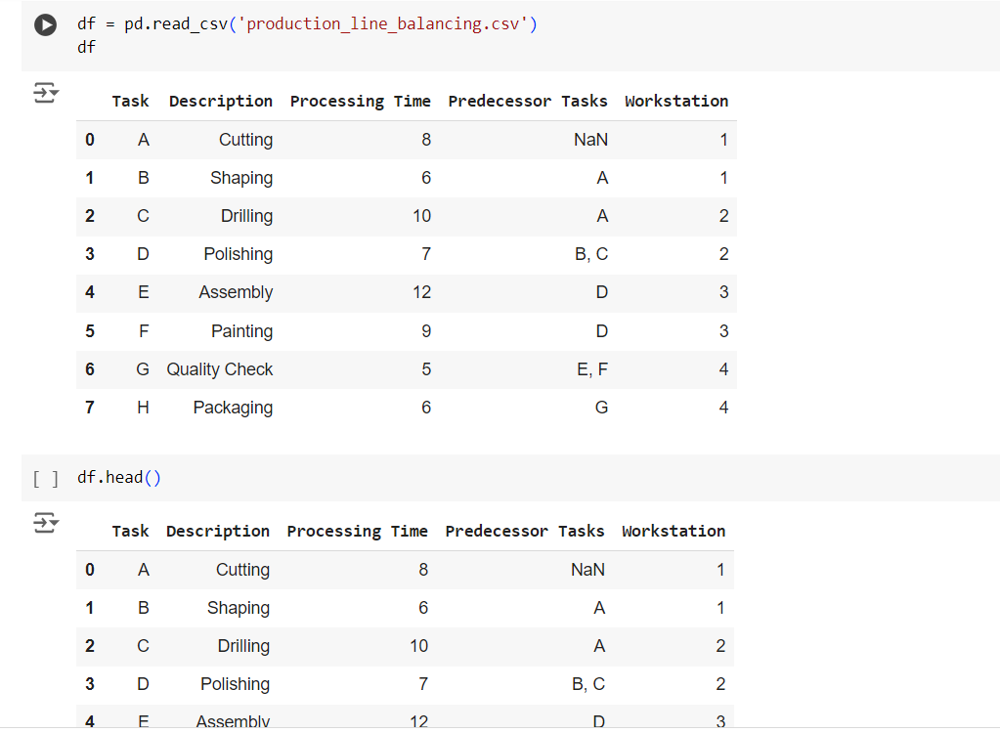 df = pd.read_csv('production_line_balancing.csv')
df
Task Description Processing Time Predecessor Tasks Workstation
0 A Cutting 8 NaN 1
1 B Shaping 6 A 1
2 C Drilling 10 A 2
3 D Polishing 7 B, C 2
4 E Assembly 12 D 3
5 F Painting 9 D 3
6 G Quality Check 5 E, F 4
7 H Packaging 6 G 4
[ ] df.head()
Task Description Processing Time Predecessor Tasks Workstation
0 A Cutting 8 NaN 1
1 B Shaping 6 A 1
2 C Drilling 10 A 2
3 D Polishing 7 B, C 2
4 E Assembly 12 D 3